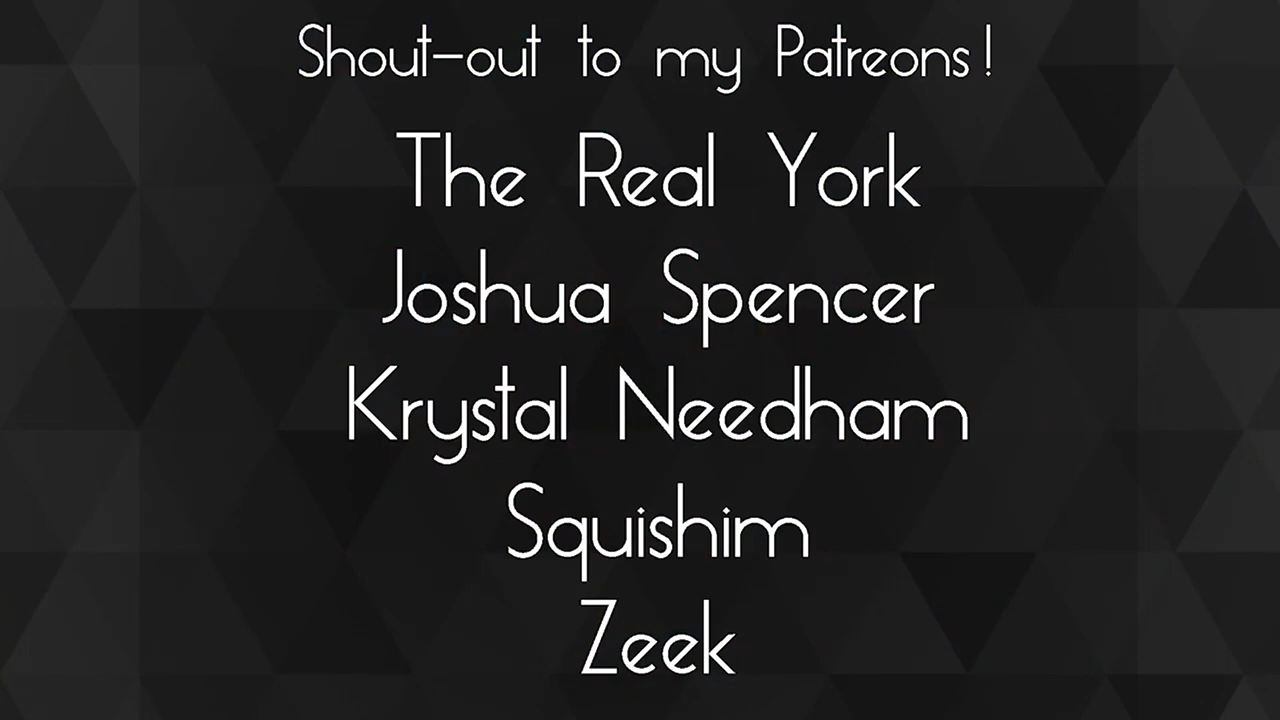 Shout-out to my Patreons!
The Real York
Joshua Spencer
Krystal Needham
Squishim
Zeek